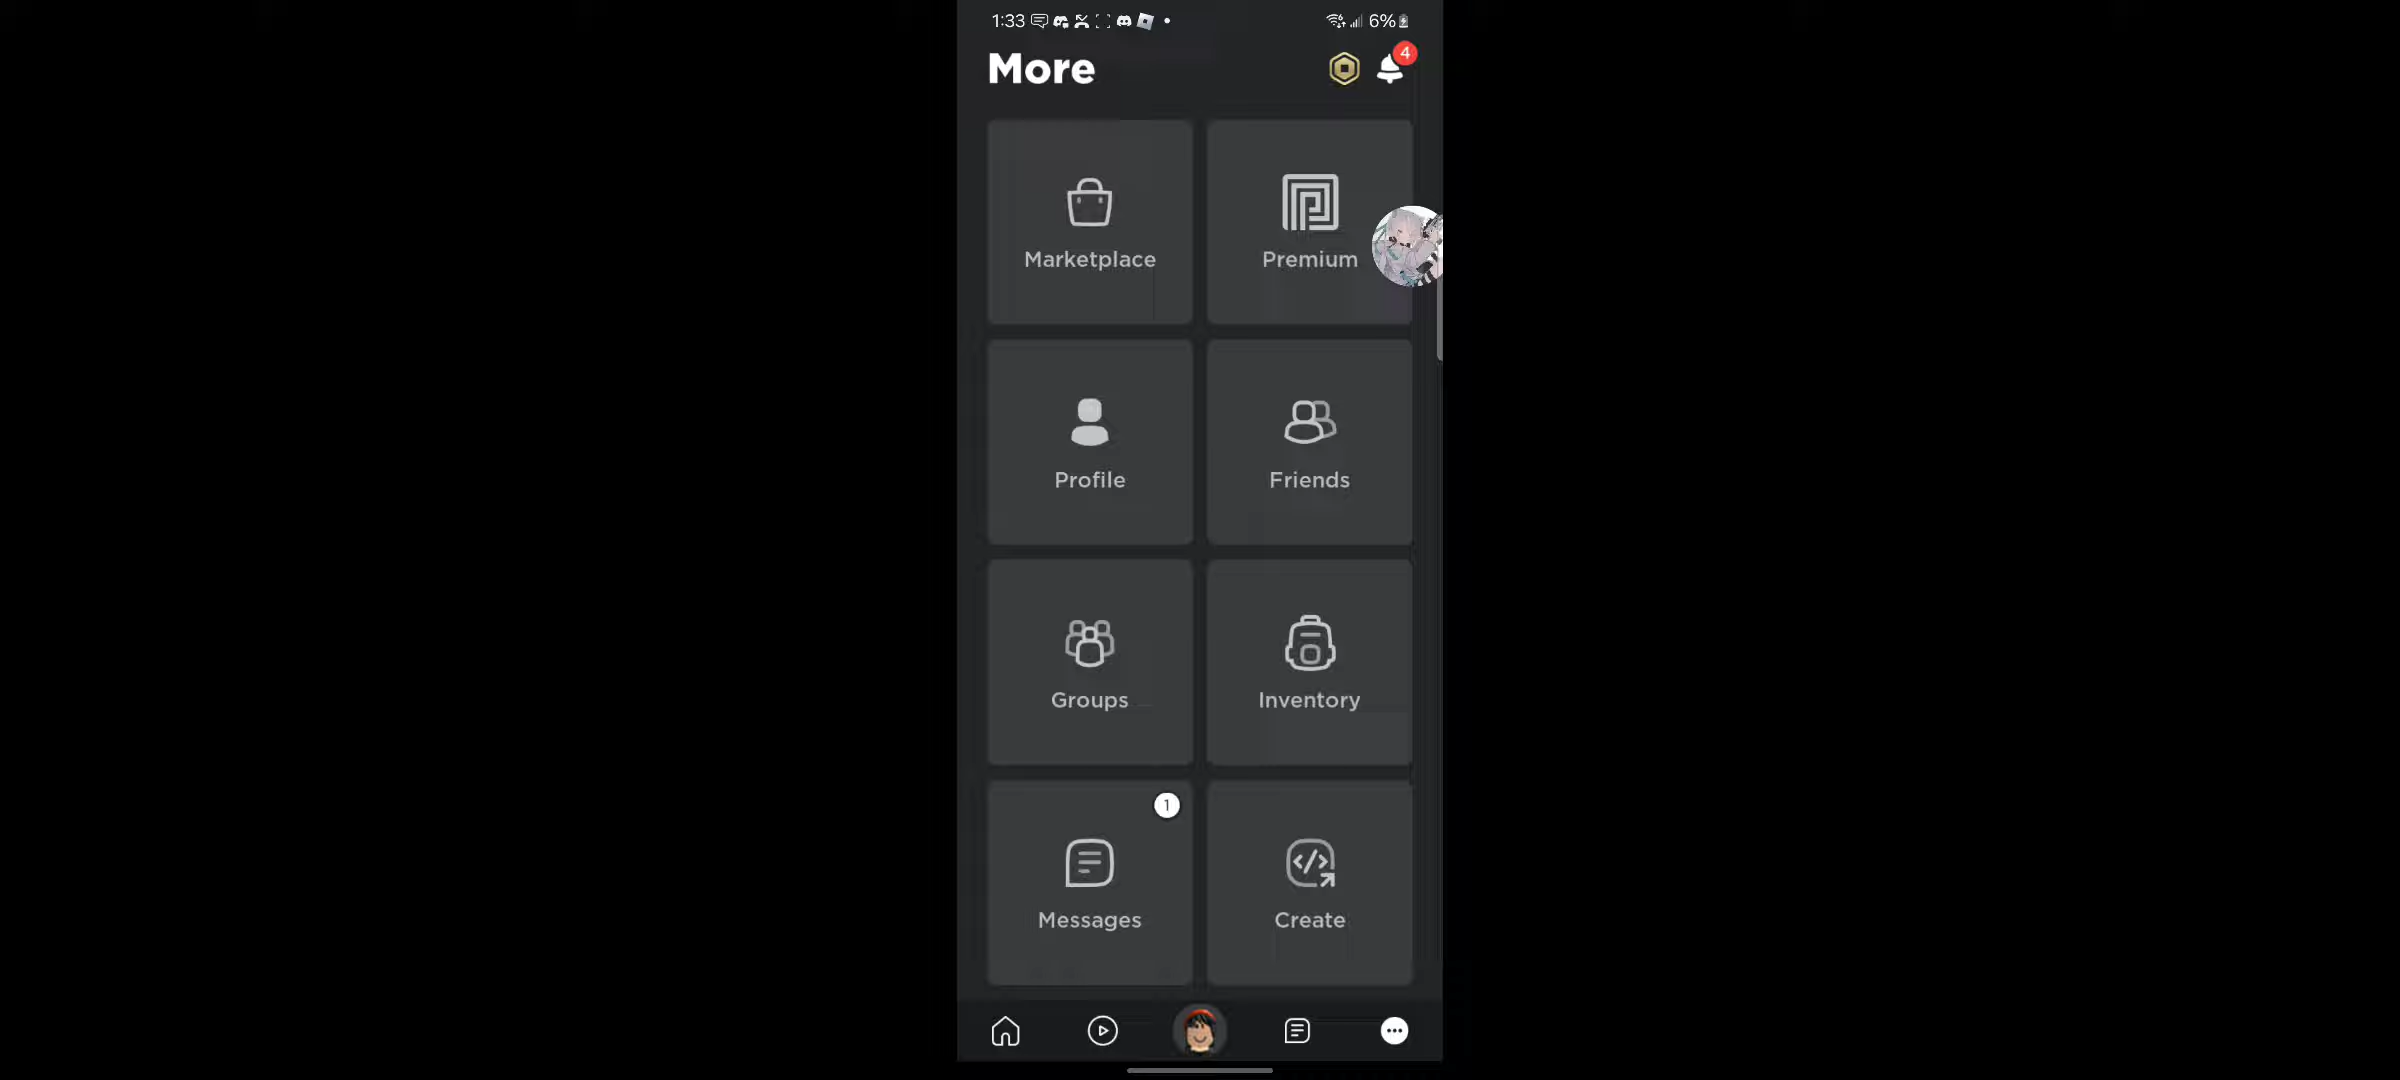 1:33 6%
More 4
Marketplace Premium
Profile Friends
Groups Inventory
1
Messages Create